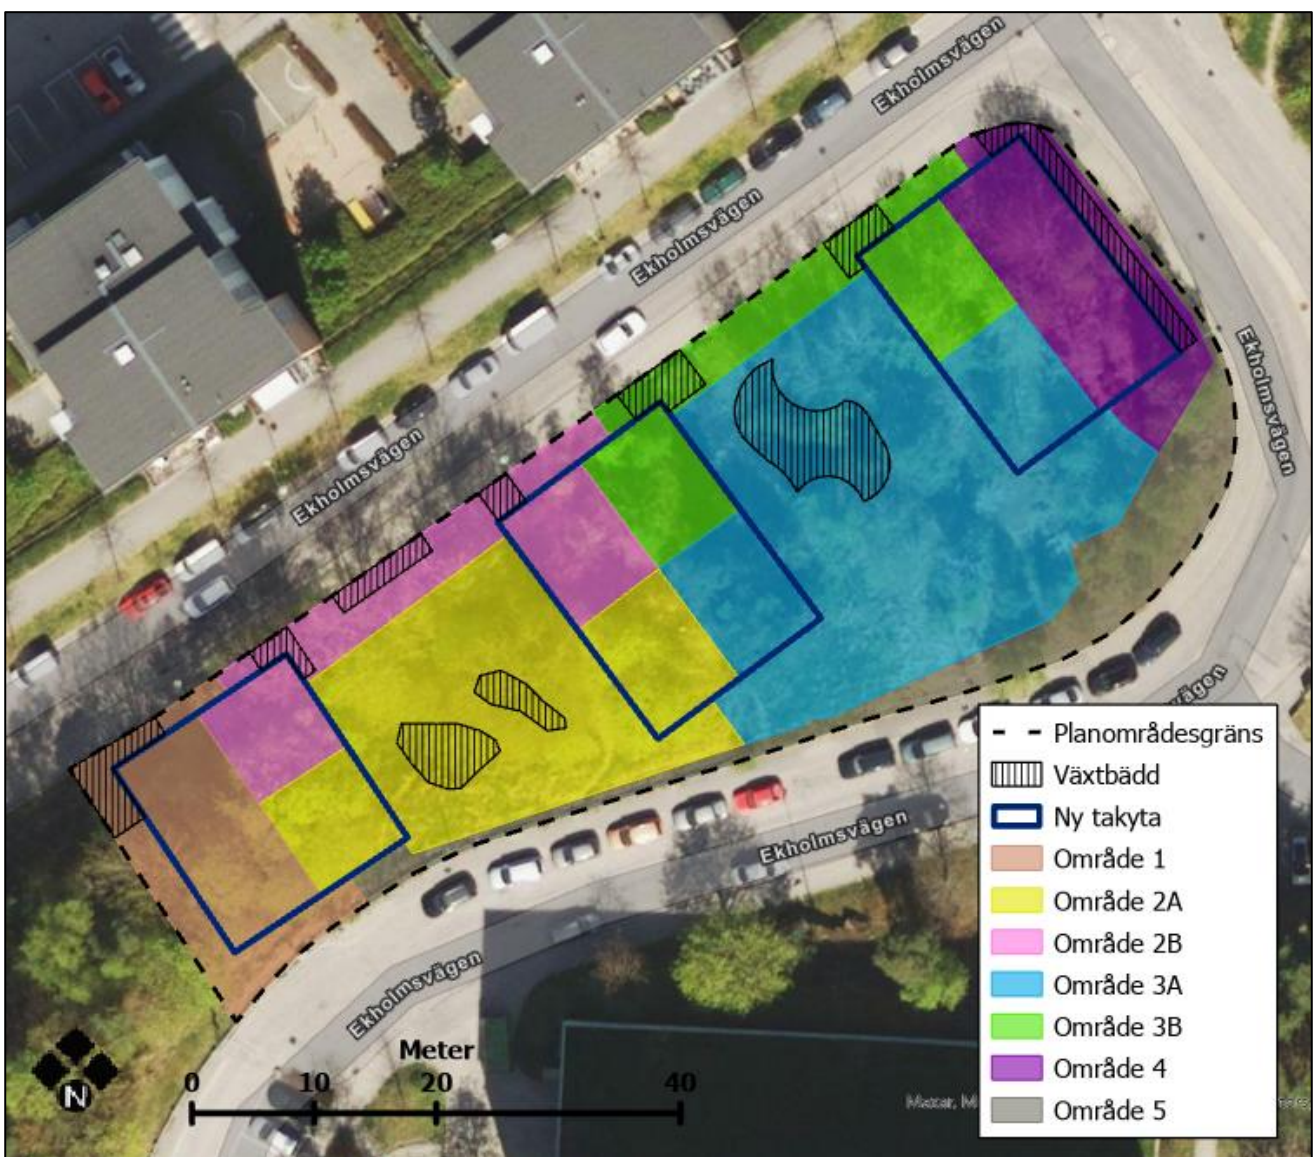 Ekholmsvägen
Ekholmsvägen
Ekholmsvägen
Ekholmsvägen
Ekholmsvägen
Ekholmsvägen
Planområdesgräns
Växtbädd
Ny takyta
Område 1
Område 2A
Område 2B
Område 3A
Område 3B
Område 4
Område 5
Meter
0 10 20 40
N
Maxar, M